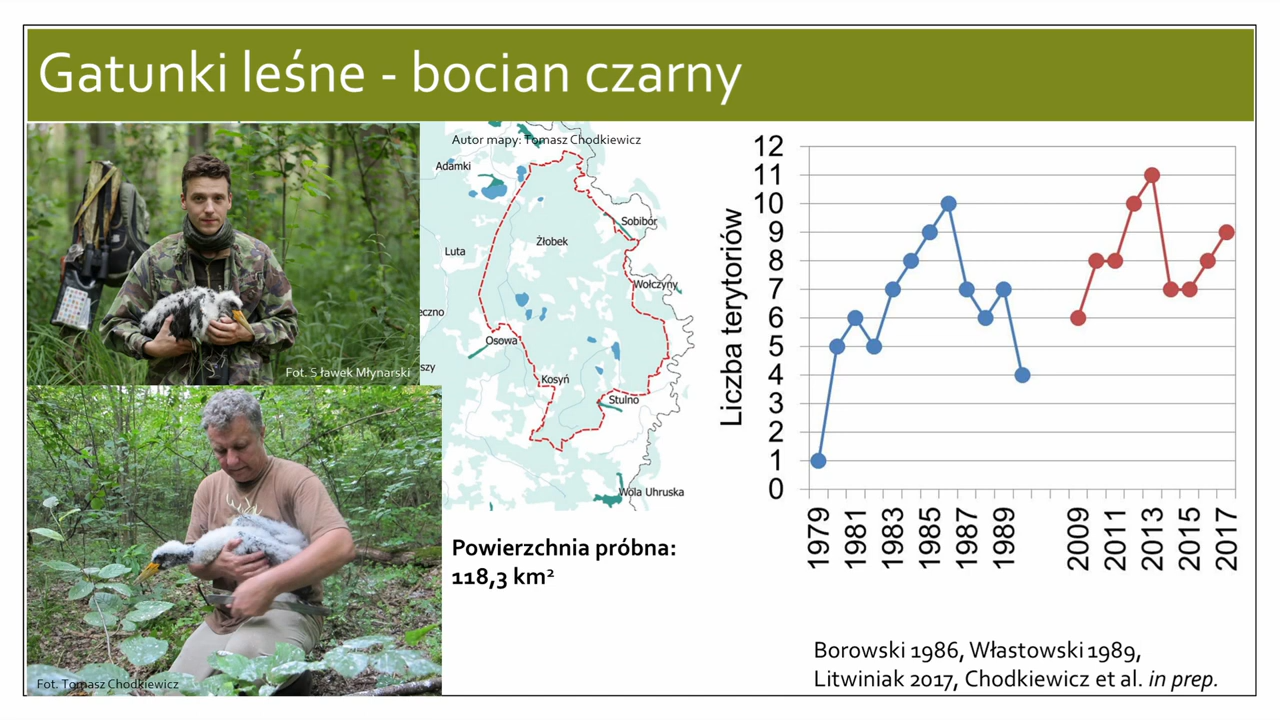 Gatunki leśne - bocian czarny
Autor mapy: Tomasz Chodkiewicz
Adamki
Sobibór
Żłobek
Luta
Wołczyny
eczno
Osowa
szy
Kosyń
Stulno
Wola Uhruska
Fot. Sławek Młynarski
Fot. Tomasz Chodkiewicz
Powierzchnia próbna:
118,3 km²
Liczba terytoriów
12
11
10
9
8
7
6
5
4
3
2
1
0
1979
1981
1983
1985
1987
1989
2009
2011
2013
2015
2017
Borowski 1986, Włastowski 1989,
Litwiniak 2017, Chodkiewicz et al. in prep.